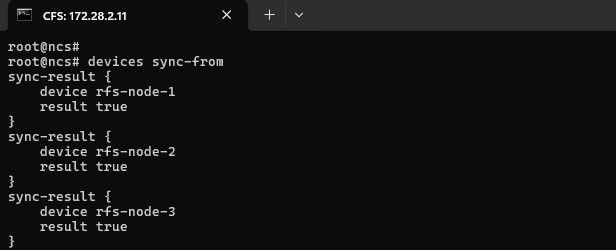 CFS: 172.28.2.11
root@ncs#
root@ncs# devices sync-from
sync-result {
    device rfs-node-1
    result true
}
sync-result {
    device rfs-node-2
    result true
}
sync-result {
    device rfs-node-3
    result true
}